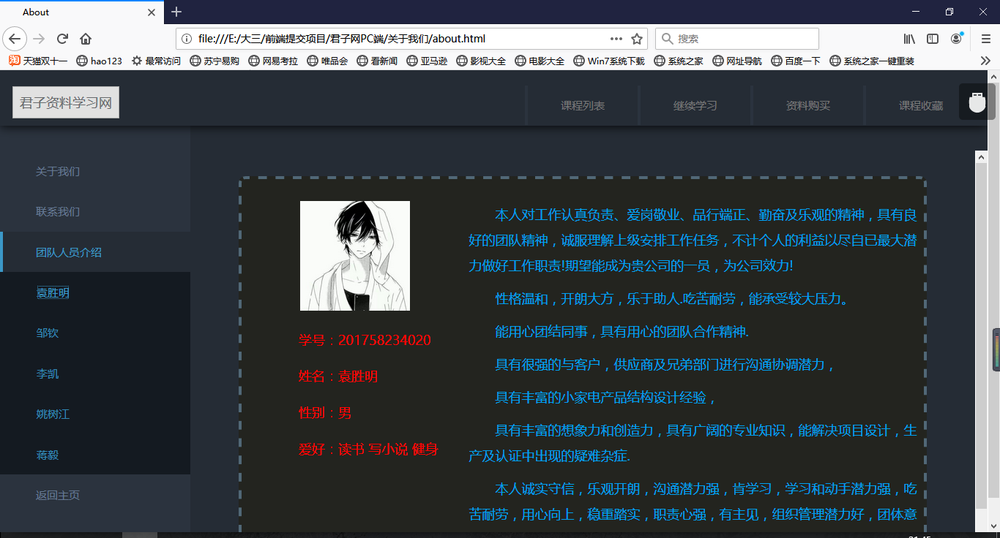 About
file:///E:/大三/前端提交项目/君子网PC端/关于我们/about.html
搜索
淘 天猫双十一 hao123 最常访问 苏宁易购 网易考拉 唯品会 看新闻 亚马逊 影视大全 电影大全 Win7系统下载 系统之家 网址导航 百度一下 系统之家一键重装
君子资料学习网 课程列表 继续学习 资料购买 课程收藏
关于我们
联系我们
团队人员介绍
袁胜明
邹钦
李凯
姚树江
蒋毅
返回主页
学号：201758234020
姓名：袁胜明
性别：男
爱好：读书 写小说 健身
本人对工作认真负责、爱岗敬业、品行端正、勤奋及乐观的精神，具有良
好的团队精神，诚服理解上级安排工作任务，不计个人的利益以尽自已最大潜
力做好工作职责!期望能成为贵公司的一员，为公司效力!
性格温和，开朗大方，乐于助人.吃苦耐劳，能承受较大压力。
能用心团结同事，具有用心的团队合作精神.
具有很强的与客户，供应商及兄弟部门进行沟通协调潜力，
具有丰富的小家电产品结构设计经验，
具有丰富的想象力和创造力，具有广阔的专业知识，能解决项目设计，生
产及认证中出现的疑难杂症.
本人诚实守信，乐观开朗，沟通潜力强，肯学习，学习和动手潜力强，吃
苦耐劳，用心向上，稳重踏实，职责心强，有主见，组织管理潜力好，团体意